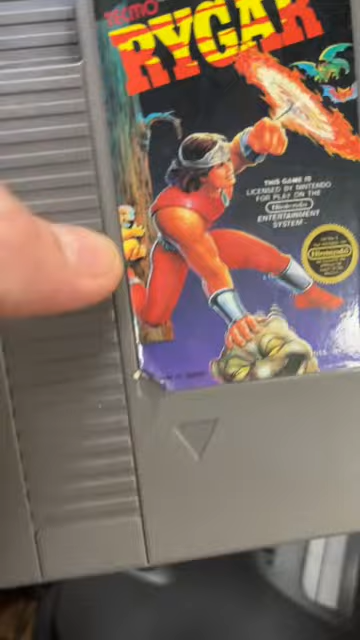 TECMO
RYGAR
THIS GAME IS
LICENSED BY NINTENDO
FOR PLAY ON THE
Nintendo
ENTERTAINMENT
SYSTEM
Nintendo